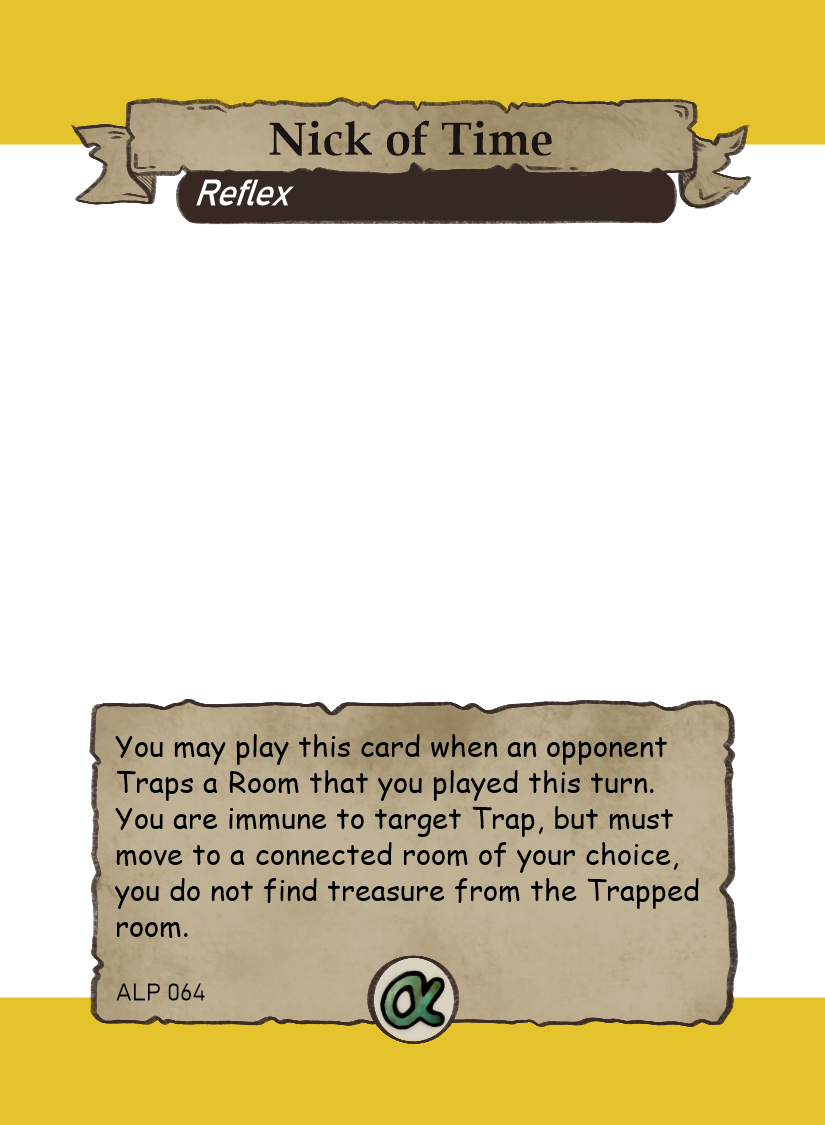 Nick of Time
Reflex
You may play this card when an opponent
Traps a Room that you played this turn.
You are immune to target Trap, but must
move to a connected room of your choice,
you do not find treasure from the Trapped
room.
ALP 064
α